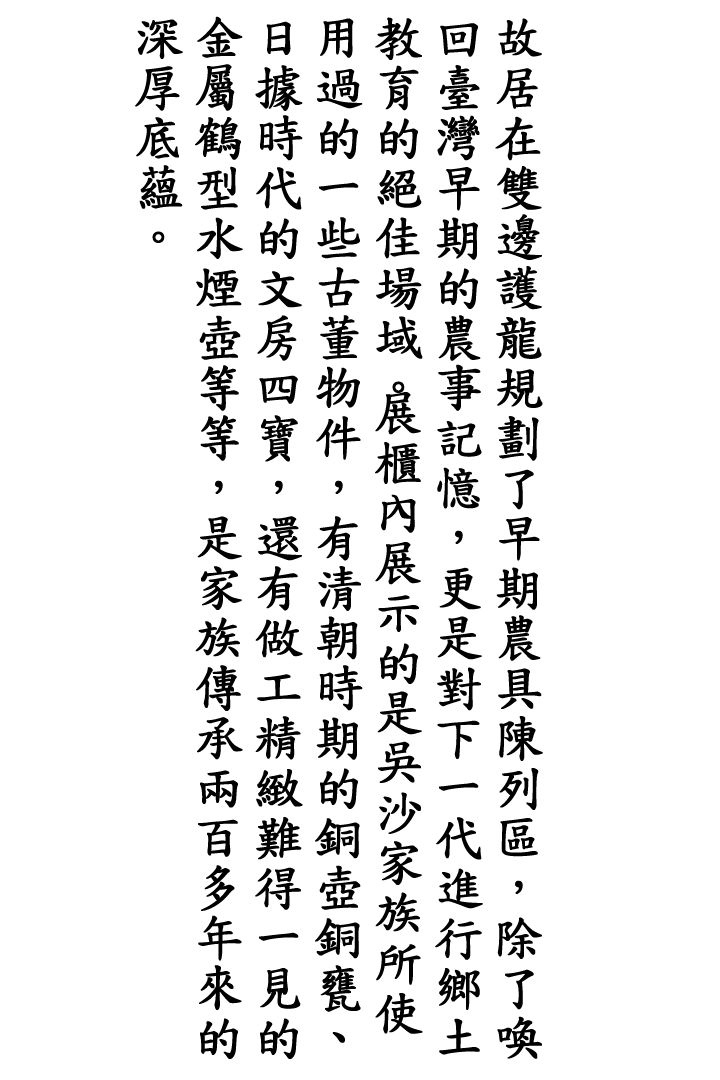 故居在雙邊護龍規劃了早期農具陳列區，除了喚
回臺灣早期的農事記憶，更是對下一代進行鄉土
教育的絕佳場域。展櫃內展示的是吳沙家族所使
用過的一些古董物件，有清朝時期的銅壺銅甕、
日據時代的文房四寶，還有做工精緻難得一見的
金屬鶴型水煙壺等等，是家族傳承兩百多年來的
深厚底蘊。